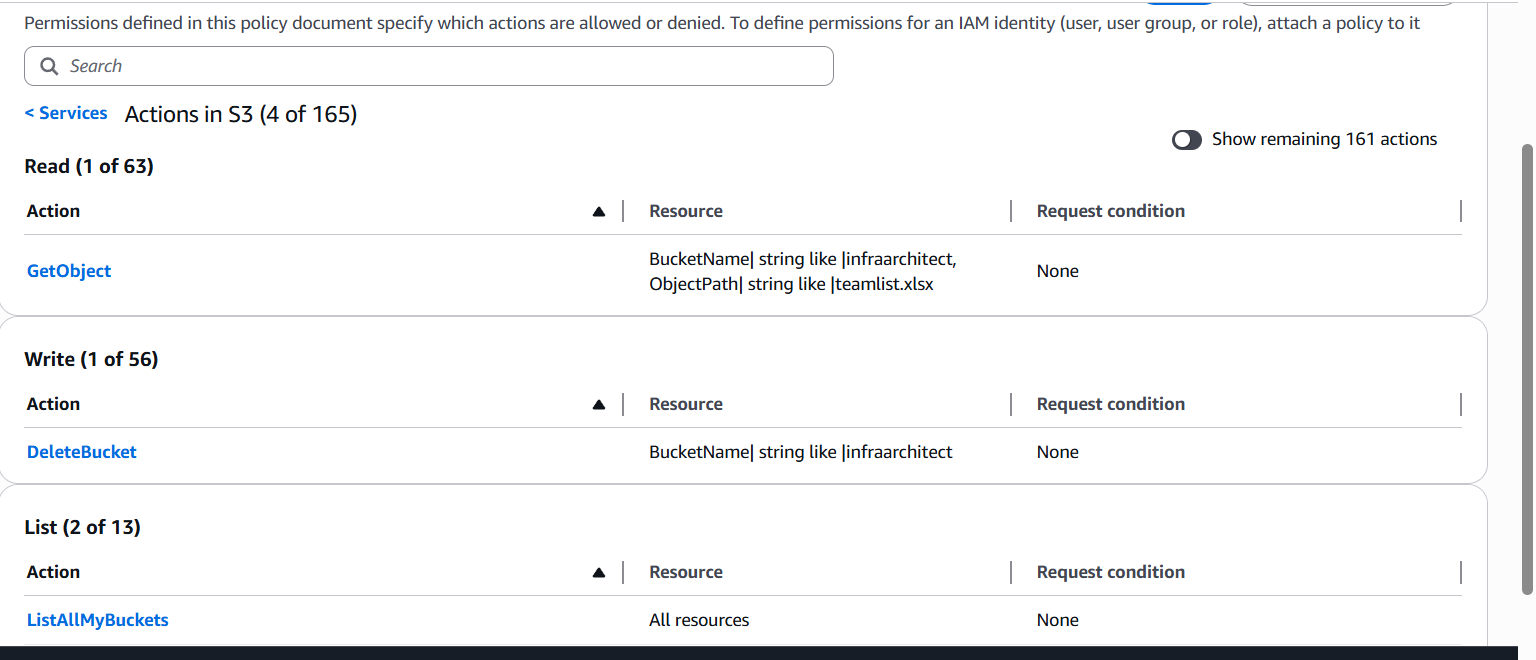 Permissions defined in this policy document specify which actions are allowed or denied. To define permissions for an IAM identity (user, user group, or role), attach a policy to it
Search
< Services Actions in S3 (4 of 165)
Show remaining 161 actions
Read (1 of 63)
Action Resource Request condition
GetObject BucketName| string like |infraarchitect, ObjectPath| string like |teamlist.xlsx None
Write (1 of 56)
Action Resource Request condition
DeleteBucket BucketName| string like |infraarchitect None
List (2 of 13)
Action Resource Request condition
ListAllMyBuckets All resources None